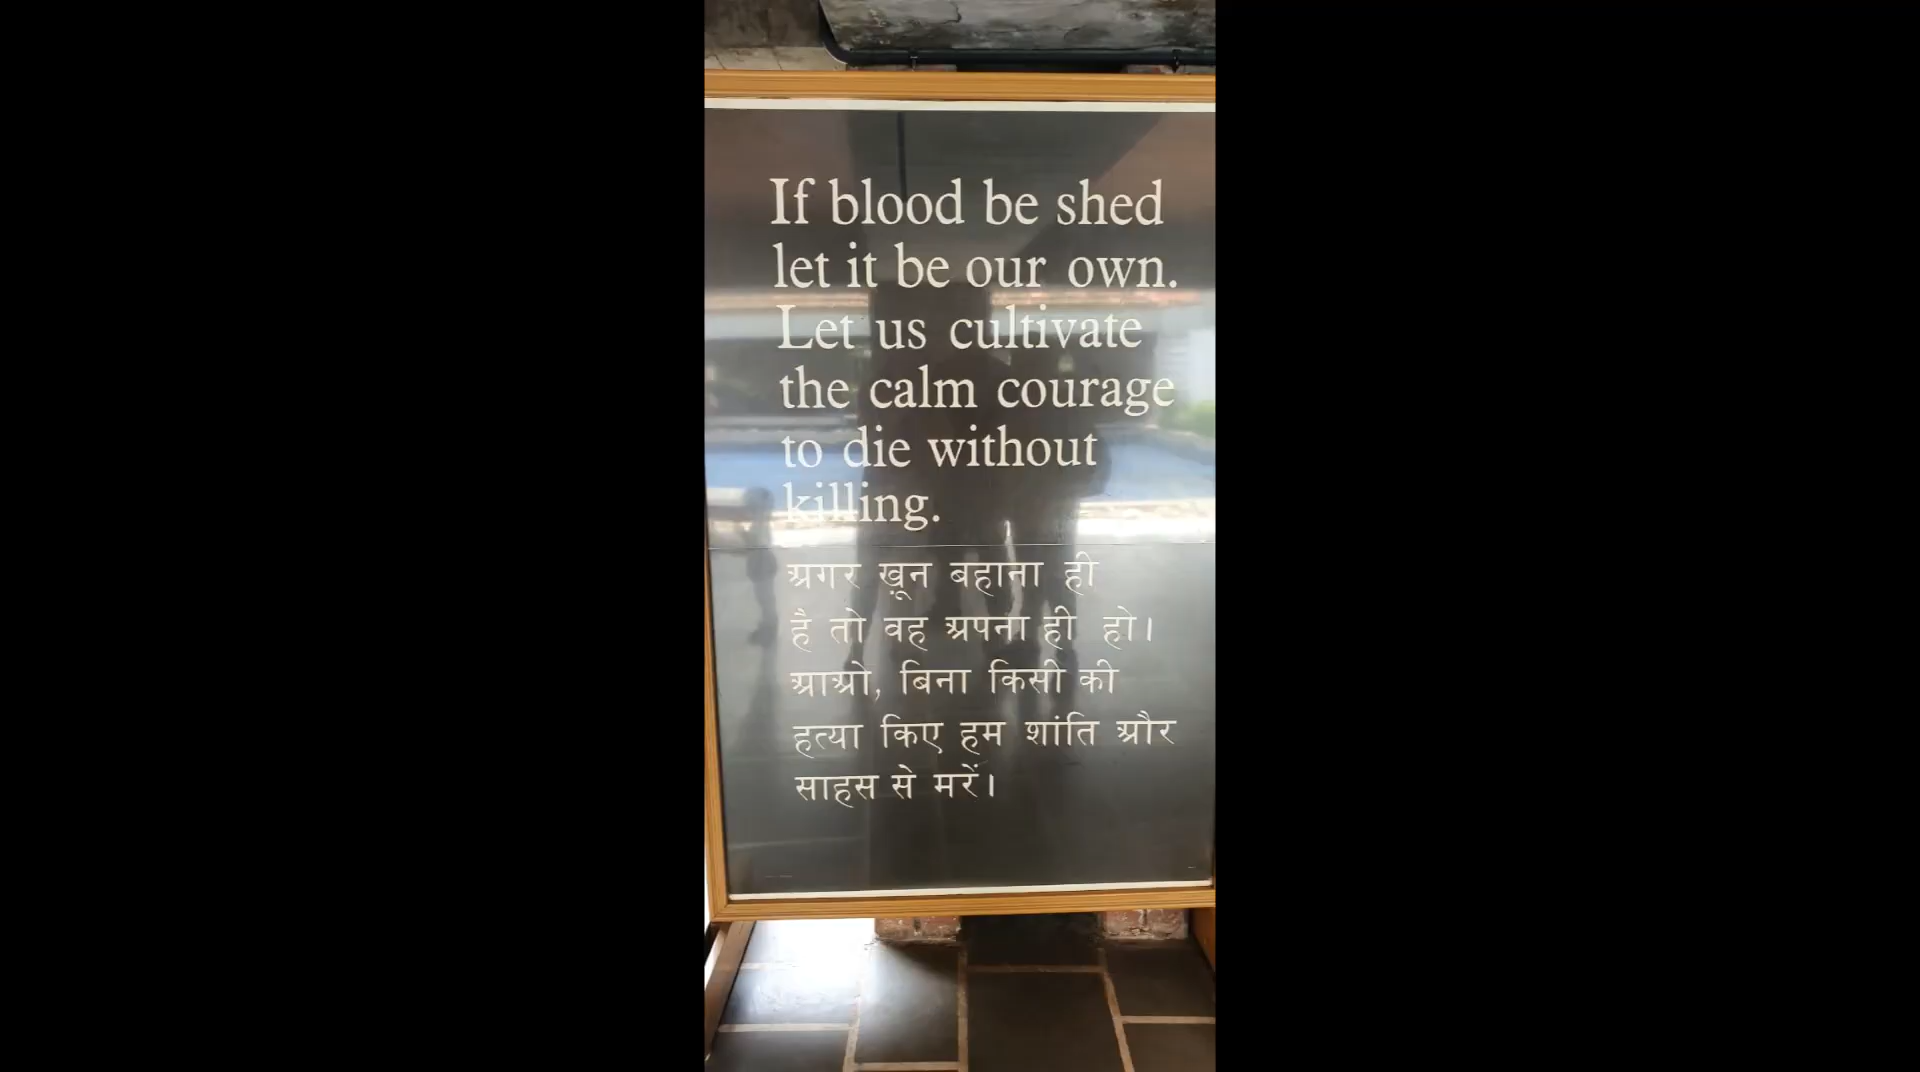 If blood be shed
let it be our own.
Let us cultivate
the calm courage
to die without
killing.
अगर ख़ून बहाना ही
है तो वह अपना ही हो।
आओ, बिना किसी की
हत्या किए हम शांति और
साहस से मरें।